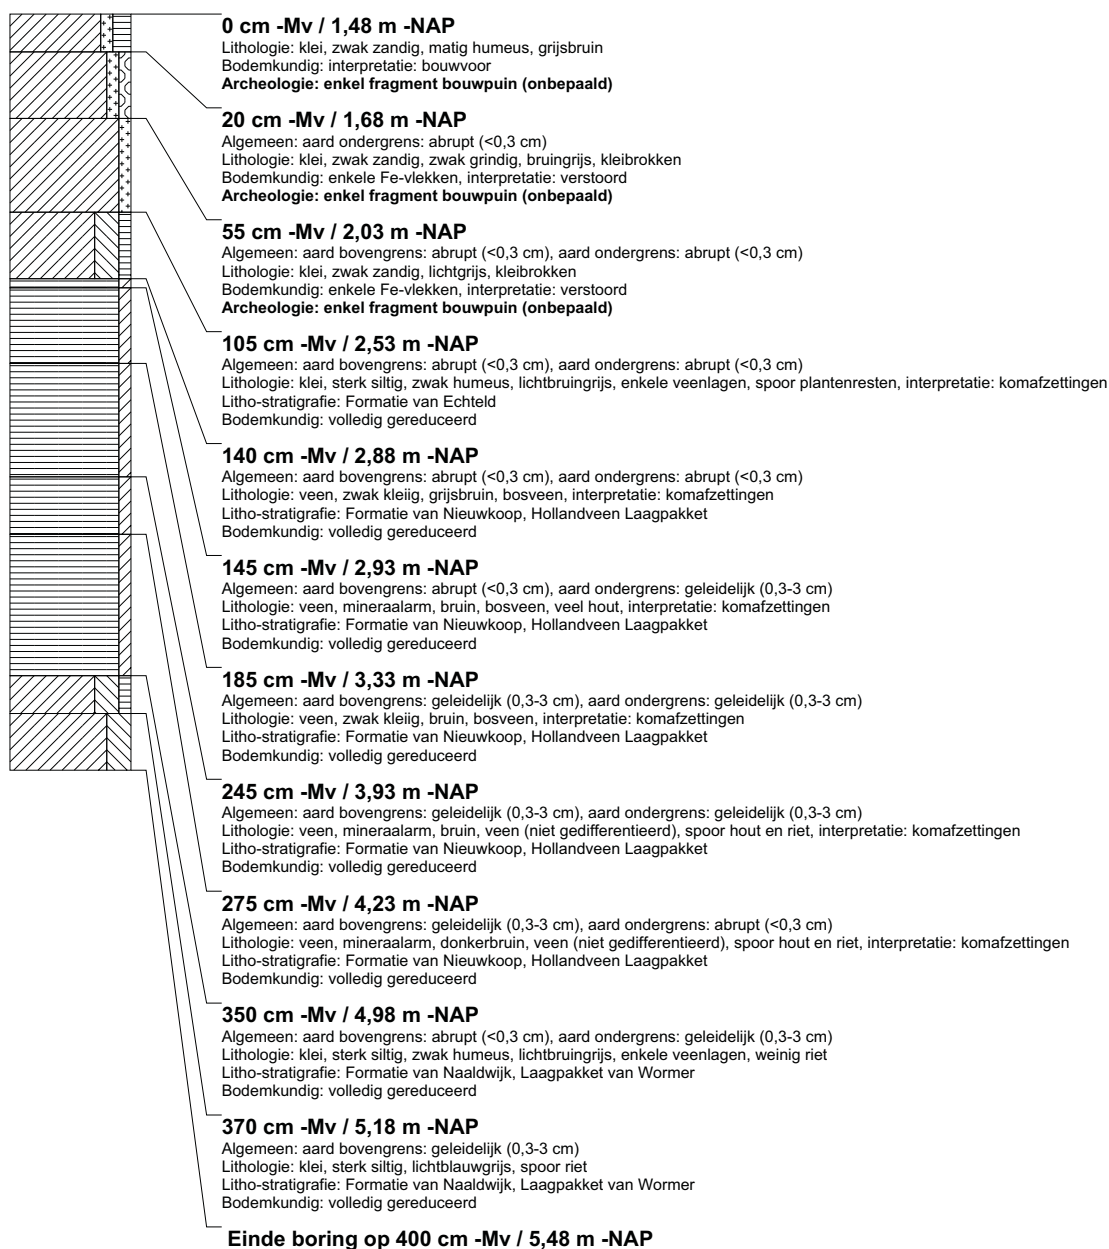 0 cm -Mv / 1,48 m -NAP
Lithologie: klei, zwak zandig, matig humeus, grijsbruin
Bodemkundig: interpretatie: bouwvoor
Archeologie: enkel fragment bouwpuin (onbepaald)
20 cm -Mv / 1,68 m -NAP
Algemeen: aard ondergrens: abrupt (<0,3 cm)
Lithologie: klei, zwak zandig, zwak grindig, bruingrijs, kleibrokken
Bodemkundig: enkele Fe-vlekken, interpretatie: verstoord
Archeologie: enkel fragment bouwpuin (onbepaald)
55 cm -Mv / 2,03 m -NAP
Algemeen: aard bovengrens: abrupt (<0,3 cm), aard ondergrens: abrupt (<0,3 cm)
Lithologie: klei, zwak zandig, lichtgrijs, kleibrokken
Bodemkundig: enkele Fe-vlekken, interpretatie: verstoord
Archeologie: enkel fragment bouwpuin (onbepaald)
105 cm -Mv / 2,53 m -NAP
Algemeen: aard bovengrens: abrupt (<0,3 cm), aard ondergrens: abrupt (<0,3 cm)
Lithologie: klei, sterk siltig, zwak humeus, lichtbruingrijs, enkele veenlagen, spoor plantenresten, interpretatie: komafzettingen
Litho-stratigrafie: Formatie van Echteld
Bodemkundig: volledig gereduceerd
140 cm -Mv / 2,88 m -NAP
Algemeen: aard bovengrens: abrupt (<0,3 cm), aard ondergrens: abrupt (<0,3 cm)
Lithologie: veen, zwak kleiig, grijsbruin, bosveen, interpretatie: komafzettingen
Litho-stratigrafie: Formatie van Nieuwkoop, Hollandveen Laagpakket
Bodemkundig: volledig gereduceerd
145 cm -Mv / 2,93 m -NAP
Algemeen: aard bovengrens: abrupt (<0,3 cm), aard ondergrens: geleidelijk (0,3-3 cm)
Lithologie: veen, mineraalarm, bruin, bosveen, veel hout, interpretatie: komafzettingen
Litho-stratigrafie: Formatie van Nieuwkoop, Hollandveen Laagpakket
Bodemkundig: volledig gereduceerd
185 cm -Mv / 3,33 m -NAP
Algemeen: aard bovengrens: geleidelijk (0,3-3 cm), aard ondergrens: geleidelijk (0,3-3 cm)
Lithologie: veen, zwak kleiig, bruin, bosveen, interpretatie: komafzettingen
Litho-stratigrafie: Formatie van Nieuwkoop, Hollandveen Laagpakket
Bodemkundig: volledig gereduceerd
245 cm -Mv / 3,93 m -NAP
Algemeen: aard bovengrens: geleidelijk (0,3-3 cm), aard ondergrens: geleidelijk (0,3-3 cm)
Lithologie: veen, mineraalarm, bruin, veen (niet gedifferentieerd), spoor hout en riet, interpretatie: komafzettingen
Litho-stratigrafie: Formatie van Nieuwkoop, Hollandveen Laagpakket
Bodemkundig: volledig gereduceerd
275 cm -Mv / 4,23 m -NAP
Algemeen: aard bovengrens: geleidelijk (0,3-3 cm), aard ondergrens: abrupt (<0,3 cm)
Lithologie: veen, mineraalarm, donkerbruin, veen (niet gedifferentieerd), spoor hout en riet, interpretatie: komafzettingen
Litho-stratigrafie: Formatie van Nieuwkoop, Hollandveen Laagpakket
Bodemkundig: volledig gereduceerd
350 cm -Mv / 4,98 m -NAP
Algemeen: aard bovengrens: abrupt (<0,3 cm), aard ondergrens: geleidelijk (0,3-3 cm)
Lithologie: klei, sterk siltig, zwak humeus, lichtbruingrijs, enkele veenlagen, weinig riet
Litho-stratigrafie: Formatie van Naaldwijk, Laagpakket van Wormer
Bodemkundig: volledig gereduceerd
370 cm -Mv / 5,18 m -NAP
Algemeen: aard bovengrens: geleidelijk (0,3-3 cm)
Lithologie: klei, sterk siltig, lichtblauwgrijs, spoor riet
Litho-stratigrafie: Formatie van Naaldwijk, Laagpakket van Wormer
Bodemkundig: volledig gereduceerd
Einde boring op 400 cm -Mv / 5,48 m -NAP